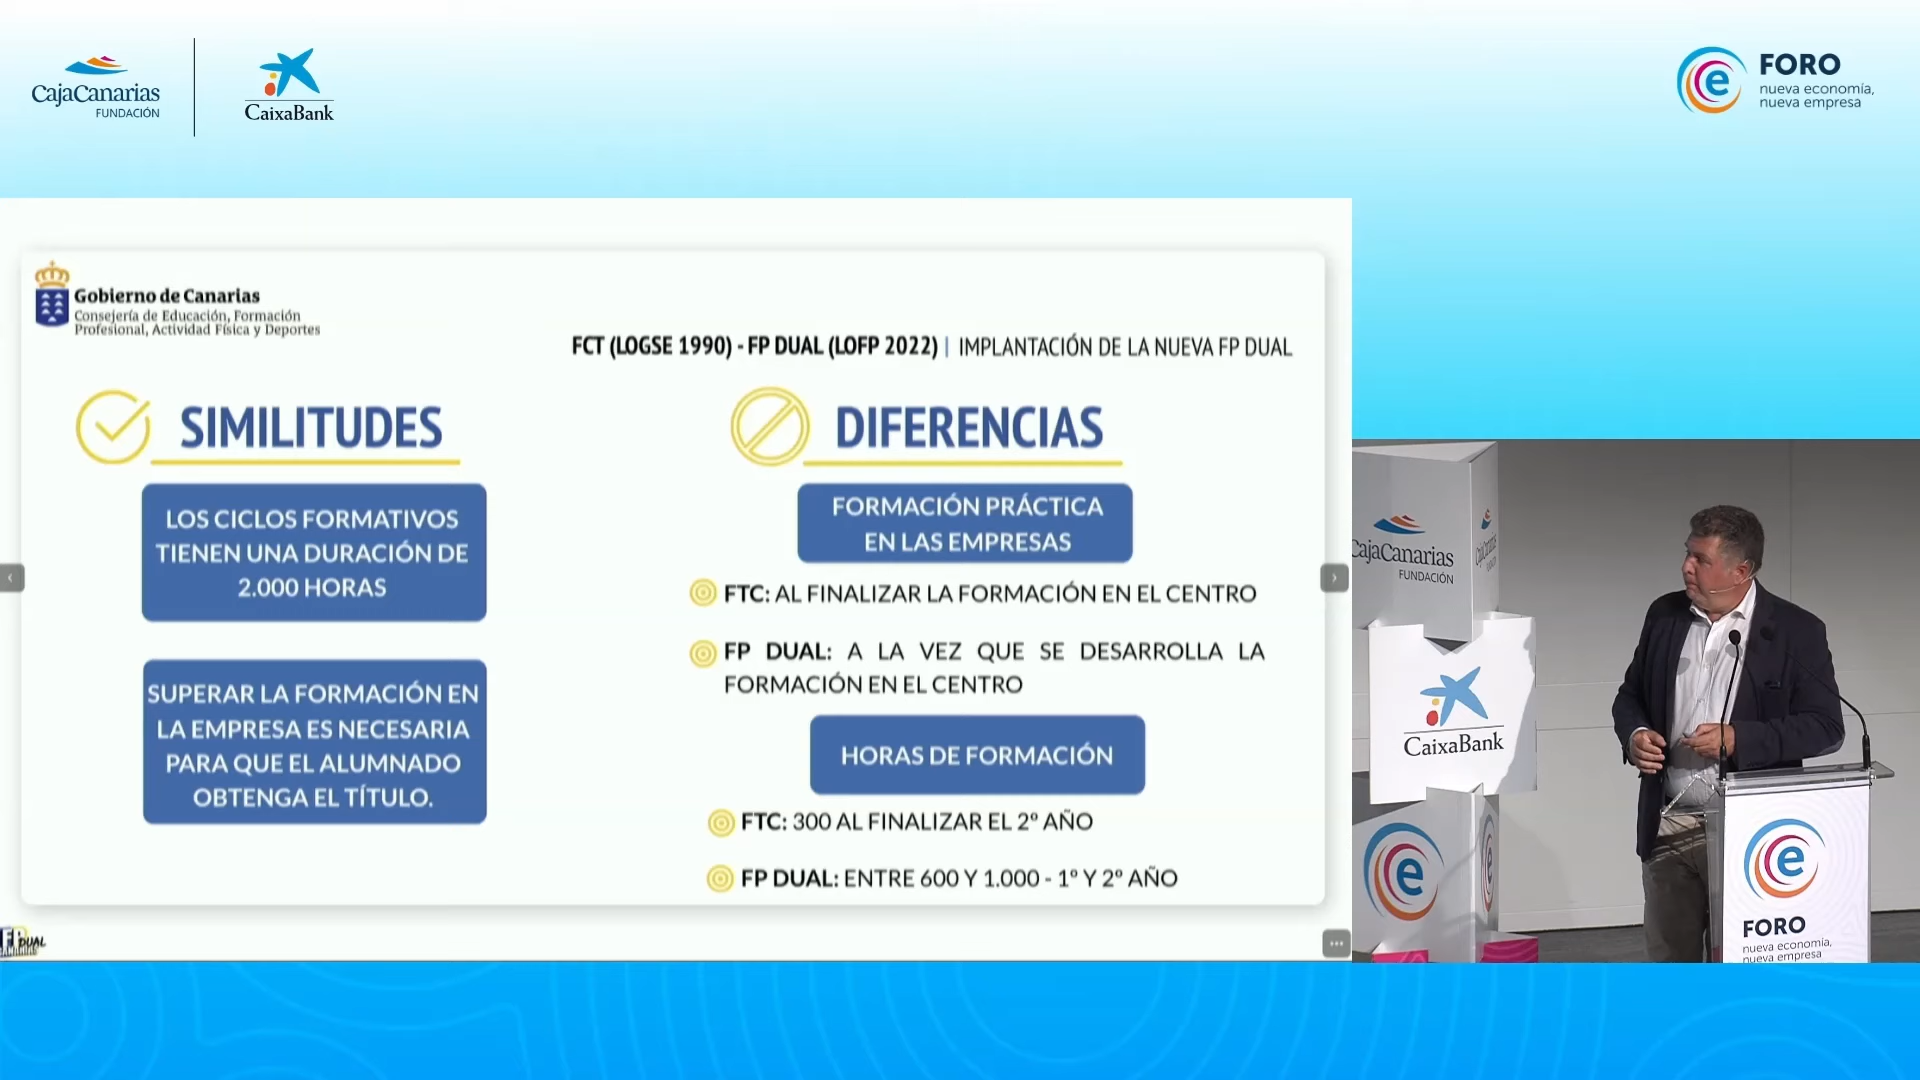 CajaCanarias
FUNDACIÓN
CaixaBank
FORO
nueva economía,
nueva empresa
Gobierno de Canarias
Consejería de Educación, Formación
Profesional, Actividad Física y Deportes
FCT (LOGSE 1990) - FP DUAL (LOFP 2022) | IMPLANTACIÓN DE LA NUEVA FP DUAL
SIMILITUDES
LOS CICLOS FORMATIVOS
TIENEN UNA DURACIÓN DE
2.000 HORAS
SUPERAR LA FORMACIÓN EN
LA EMPRESA ES NECESARIA
PARA QUE EL ALUMNADO
OBTENGA EL TÍTULO.
DIFERENCIAS
FORMACIÓN PRÁCTICA
EN LAS EMPRESAS
FTC: AL FINALIZAR LA FORMACIÓN EN EL CENTRO
FP DUAL: A LA VEZ QUE SE DESARROLLA LA
FORMACIÓN EN EL CENTRO
HORAS DE FORMACIÓN
FTC: 300 AL FINALIZAR EL 2º AÑO
FP DUAL: ENTRE 600 Y 1.000 - 1º Y 2º AÑO
FP DUAL
CajaCanarias
FUNDACIÓN
CaixaBank
e
e
FORO
nueva economía,
nueva empresa